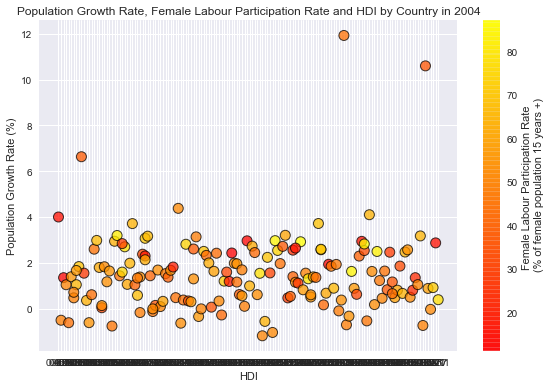 Population Growth Rate, Female Labour Participation Rate and HDI by Country in 2004
12
10
8
6
4
2
0
Population Growth Rate (%)
HDI
80
70
60
50
40
30
20
Female Labour Participation Rate
(% of female population 15 years +)